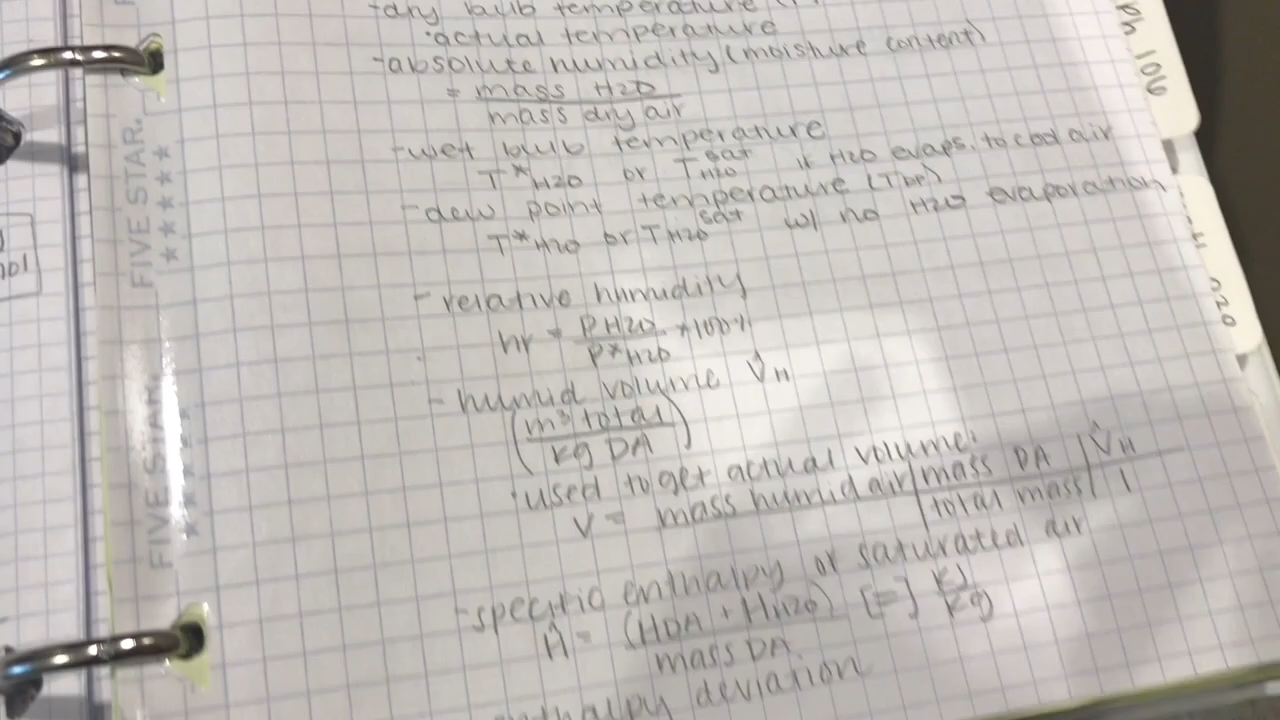 -dry bulb temperature
·actual temperature
-absolute humidity (moisture content)
= mass H2O
mass dry air
-wet bulb temperature
T*H2O or TH2O sat if H2O evaps. to cool air
-dew point temperature (TDP)
T*H2O or TH2O sat w/ no H2O evaporation
-relative humidity
hr = PH2O *100%
P*H2O
-humid volume V̂H
(m³ total
kg DA)
·used to get actual volume:
V = mass humid air | mass DA | V̂H
total mass | 1
-specific enthalpy of saturated air
Ĥ = (HDA + HH2O) [=] kJ
mass DA kg
enthalpy deviation
FIVE STAR.
FIVE STAR.
106
020